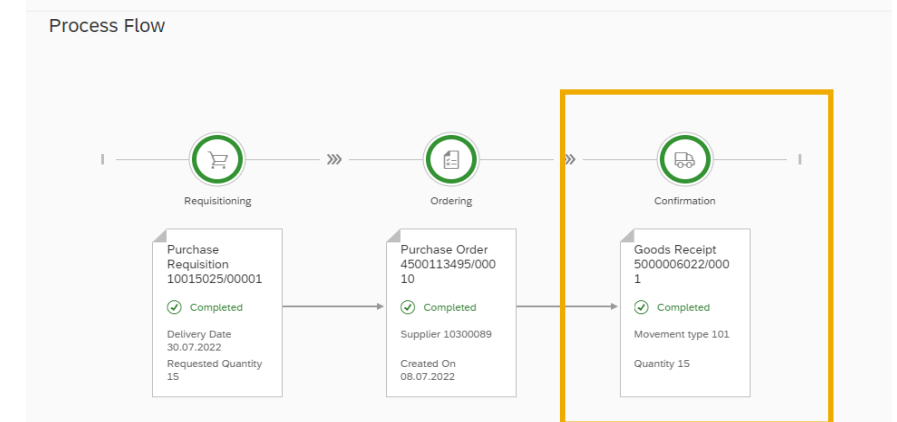 Process Flow
Requisitioning
Ordering
Confirmation
Purchase
Requisition
10015025/00001
Completed
Delivery Date
30.07.2022
Requested Quantity
15
Purchase Order
4500113495/000
10
Completed
Supplier 10300089
Created On
08.07.2022
Goods Receipt
5000006022/000
1
Completed
Movement type 101
Quantity 15